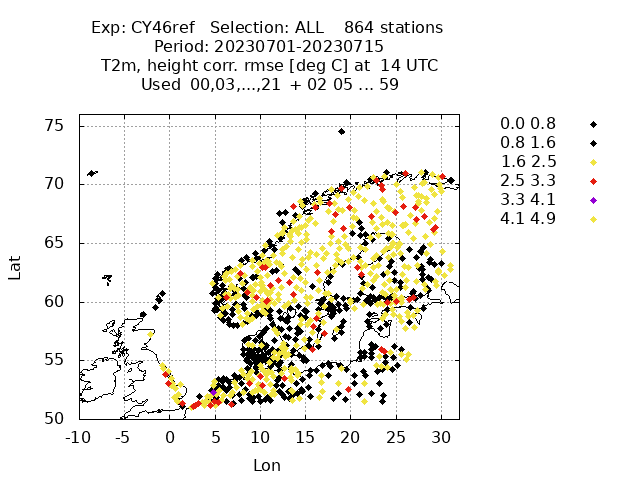 Exp: CY46ref Selection: ALL 864 stations
Period: 20230701-20230715
T2m, height corr. rmse [deg C] at 14 UTC
Used 00,03,...,21 + 02 05 ... 59
75
70
65
60
55
50
Lat
-10 -5 0 5 10 15 20 25 30
Lon
0.0 0.8
0.8 1.6
1.6 2.5
2.5 3.3
3.3 4.1
4.1 4.9